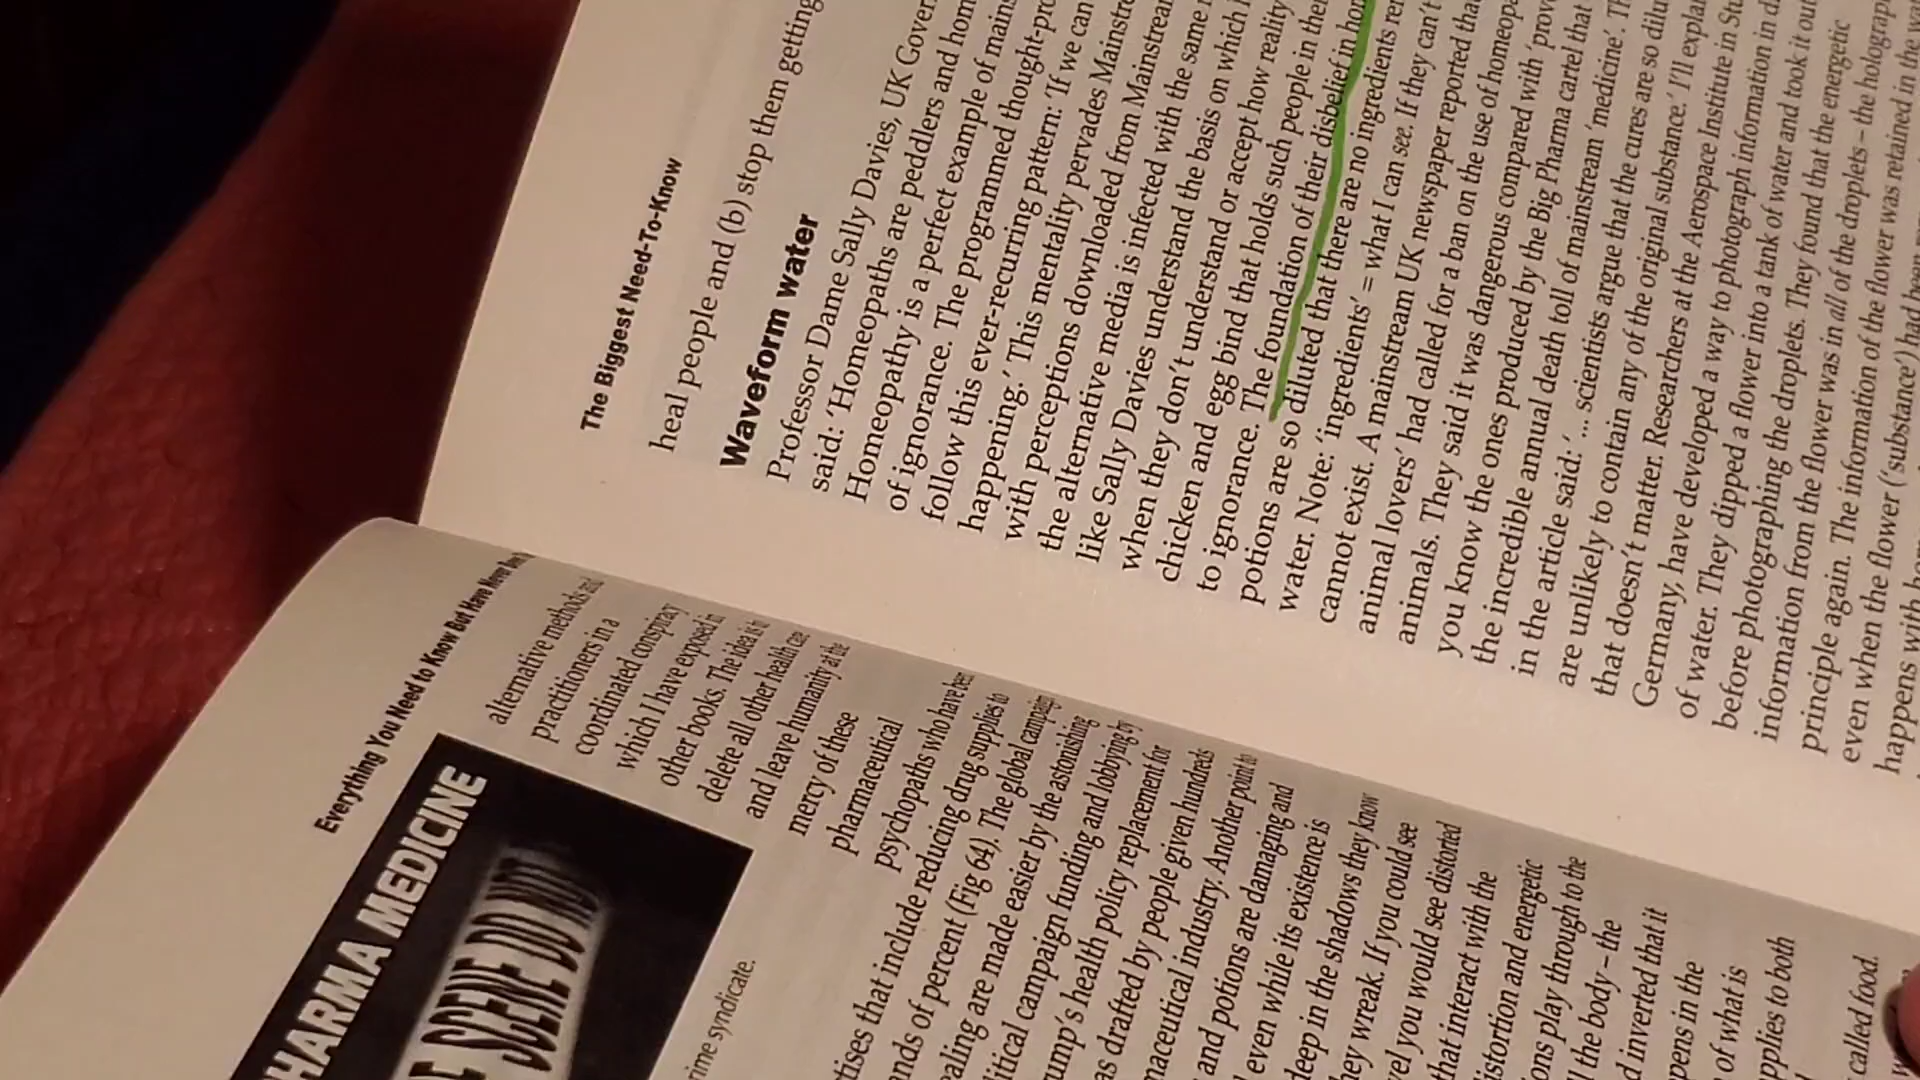 Everything You Need to Know But Have Never
HARMA MEDICINE
SCENE DO NOT
rime syndicate.
alternative methods and
practitioners in a
coordinated conspiracy
which I have exposed in
other books. The idea is to
delete all other health care
and leave humanity at the
mercy of these
pharmaceutical
psychopaths who have been
tises that include reducing drug supplies to
nds of percent (Fig 64). The global campaign
aling are made easier by the astonishing
litical campaign funding and lobbying by
rump's health policy replacement for
as drafted by people given hundreds
maceutical industry. Another point to
and potions are damaging and
even while its existence is
deep in the shadows they know
hey wreak. If you could see
vel you would see distorted
that interact with the
istortion and energetic
ions play through to the
l the body – the
d inverted that it
pens in the
of what is
pplies to both
called food.
The Biggest Need-To-Know
heal people and (b) stop them getting
Waveform water
Professor Dame Sally Davies, UK Gover
said: 'Homeopaths are peddlers and hom
Homeopathy is a perfect example of mains
of ignorance. The programmed thought-pro
follow this ever-recurring pattern: 'If we can
happening.' This mentality pervades Mainstre
with perceptions downloaded from Mainstream
the alternative media is infected with the same
like Sally Davies understand the basis on which
when they don't understand or accept how reality
chicken and egg bind that holds such people in their
to ignorance. The foundation of their disbelief in hom
potions are so diluted that there are no ingredients rem
water. Note: 'ingredients' = what I can see. If they can't
cannot exist. A mainstream UK newspaper reported tha
animal lovers' had called for a ban on the use of homeopa
animals. They said it was dangerous compared with 'prove
you know the ones produced by the Big Pharma cartel that
the incredible annual death toll of mainstream 'medicine'. Th
in the article said: '... scientists argue that the cures are so dilu
are unlikely to contain any of the original substance.' I'll explai
that doesn't matter. Researchers at the Aerospace Institute in Stu
Germany, have developed a way to photograph information in d
of water. They dipped a flower into a tank of water and took it out
before photographing the droplets. They found that the energetic
information from the flower was in all of the droplets – the holograp
principle again. The information of the flower was retained in the wat
even when the flower ('substance') had been
happens with hom